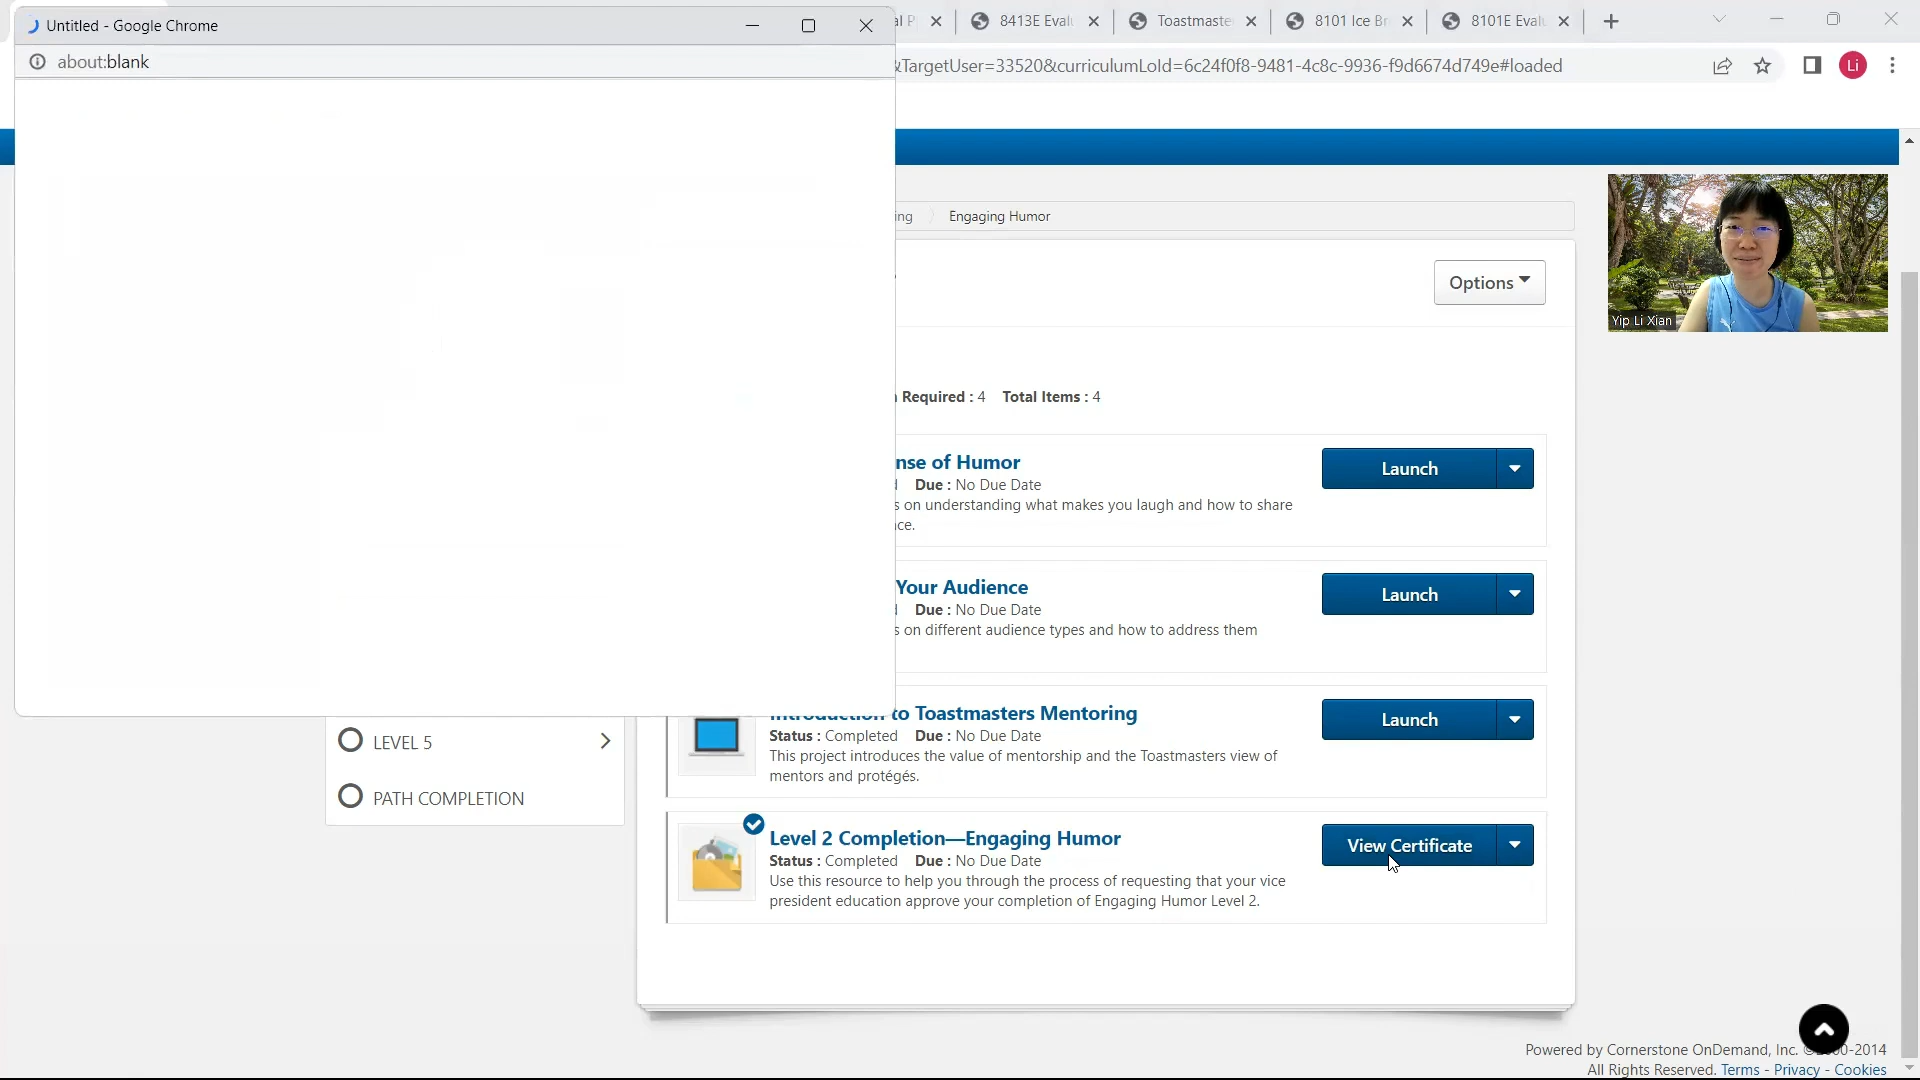 Untitled - Google Chrome
al P
8413E Evalu
Toastmaste
8101 Ice Br
8101E Evalu
about:blank
&TargetUser=33520&curriculumLoId=6c24f0f8-9481-4c8c-9936-f9d6674d749e#loaded
Li
ing
Engaging Humor
Options
Yip Li Xian
Required : 4 Total Items : 4
nse of Humor
Launch
Due : No Due Date
s on understanding what makes you laugh and how to share
ce.
Your Audience
Launch
Due : No Due Date
s on different audience types and how to address them
Introduction to Toastmasters Mentoring
Launch
Status : Completed Due : No Due Date
This project introduces the value of mentorship and the Toastmasters view of
mentors and protégés.
LEVEL 5
PATH COMPLETION
Level 2 Completion—Engaging Humor
View Certificate
Status : Completed Due : No Due Date
Use this resource to help you through the process of requesting that your vice
president education approve your completion of Engaging Humor Level 2.
Powered by Cornerstone OnDemand, Inc. ©2000-2014
All Rights Reserved. Terms - Privacy - Cookies